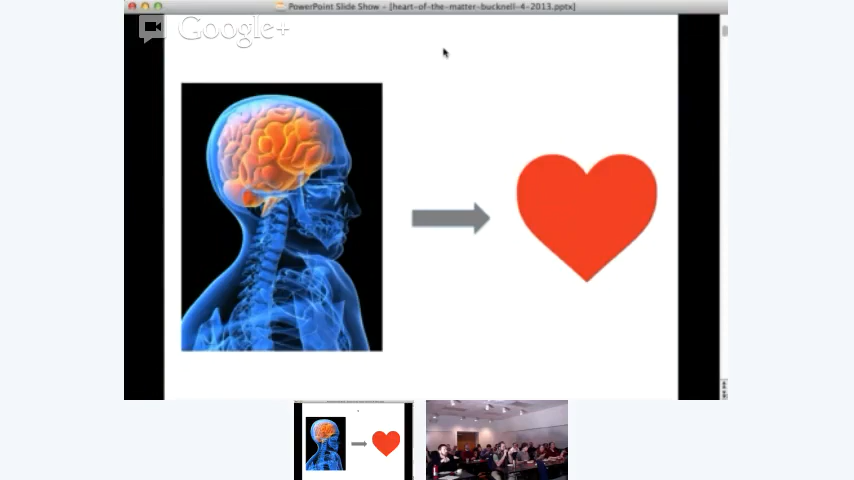 PowerPoint Slide Show - [heart-of-the-matter-bucknell-4-2013.pptx]
Google+